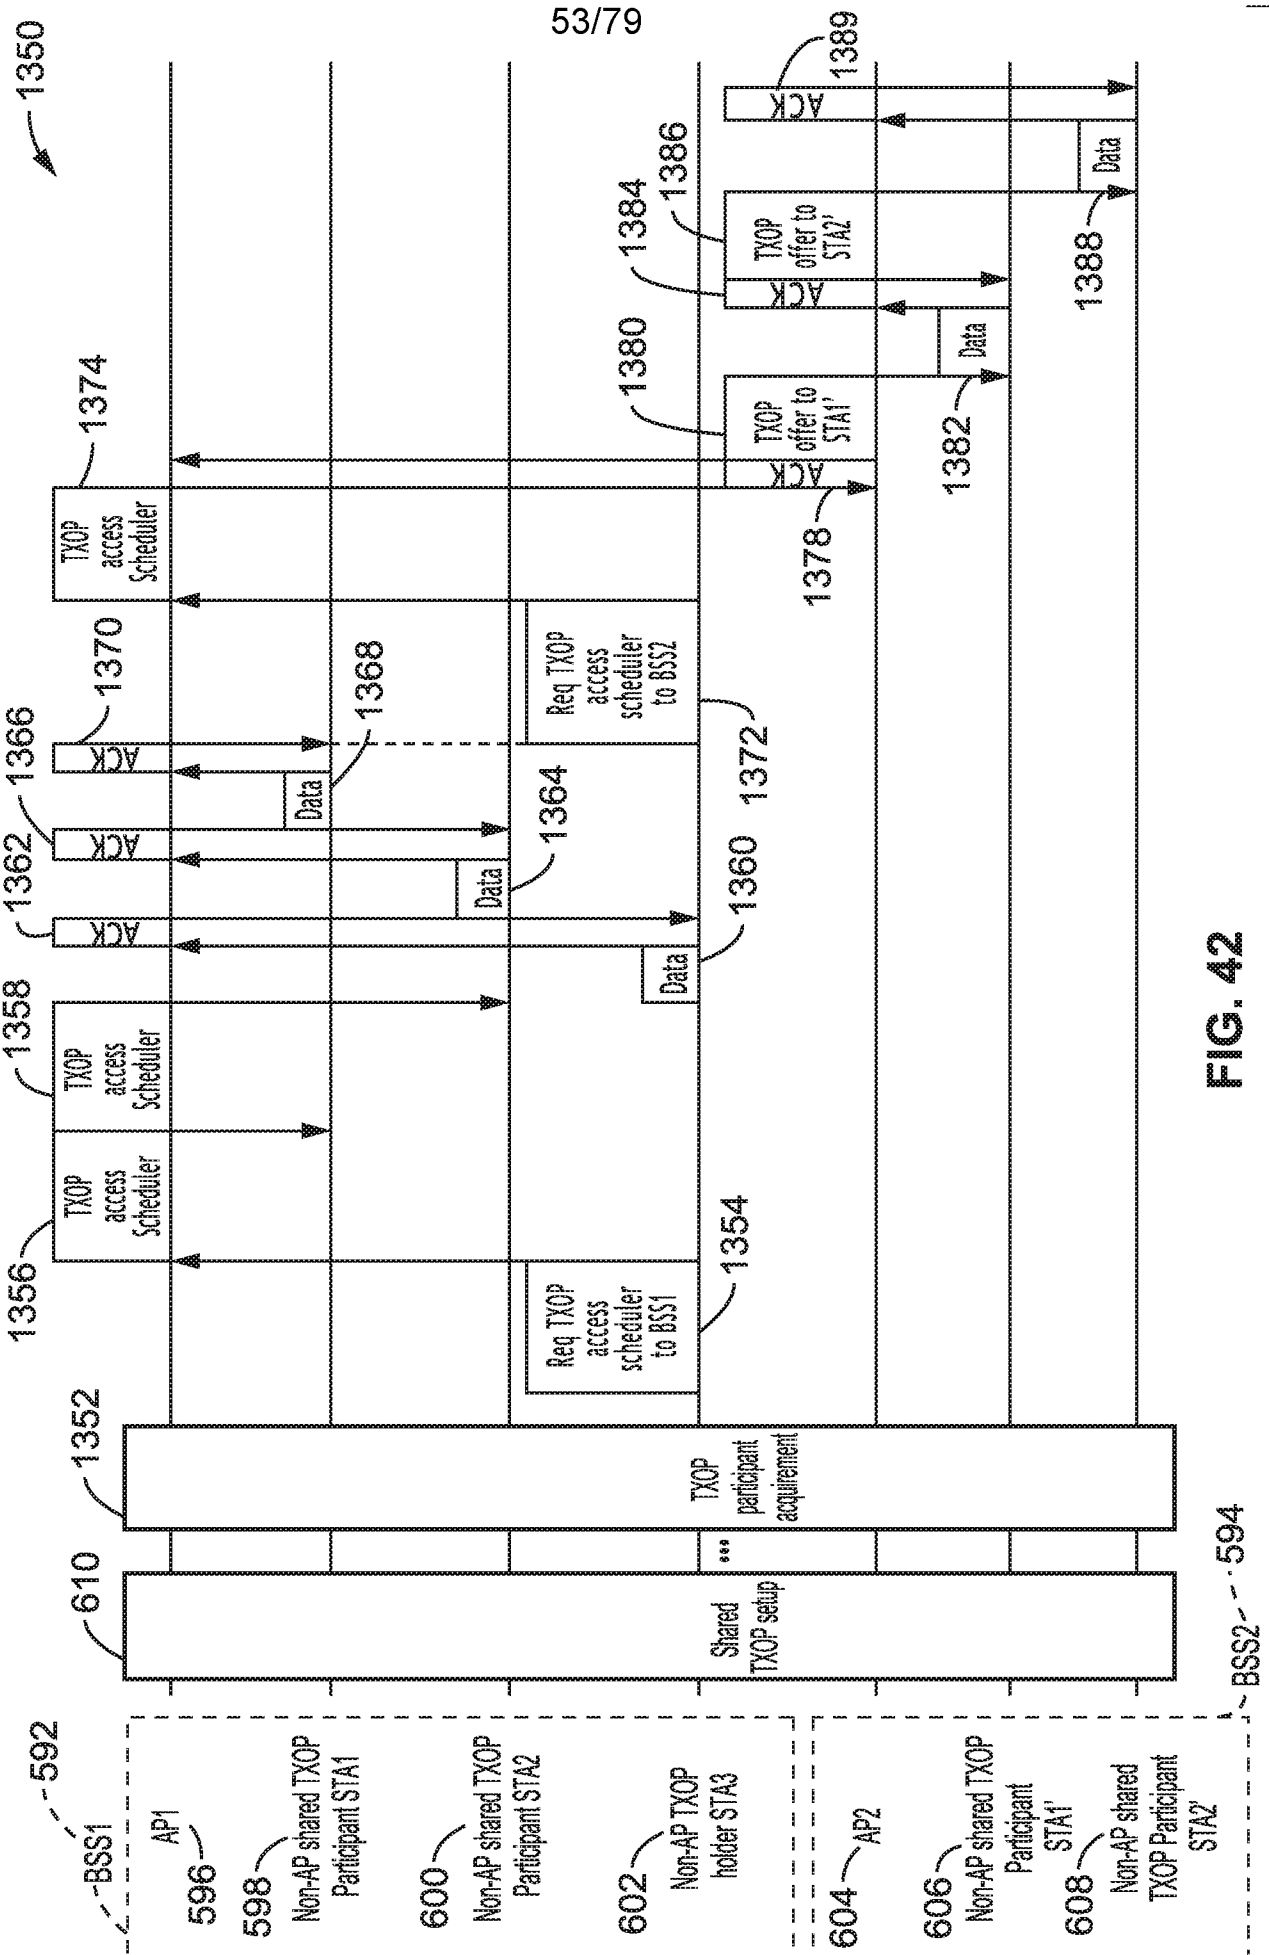 53/79
1350
592
BSS1
AP1
596
598
Non-AP shared TXOP
Participant STA1
600
Non-AP shared TXOP
Participant STA2
602
Non-AP TXOP
holder STA3
604
AP2
606
Non-AP shared TXOP
Participant
STA1'
608
Non-AP shared
TXOP Participant
STA2'
BSS2
594
610
Shared
TXOP setup
...
1352
TXOP
participant
acquirement
1354
Req TXOP
access
scheduler
to BSS1
1356
TXOP
access
Scheduler
1358
TXOP
access
Scheduler
1360
Data
1362
ACK
1364
Data
1366
ACK
1368
Data
1370
ACK
1372
Req TXOP
access
scheduler
to BSS2
1374
TXOP
access
Scheduler
1378
ACK
1380
TXOP
offer to
STA1'
1382
Data
1384
ACK
1386
TXOP
offer to
STA2'
1388
Data
1389
ACK
FIG. 42